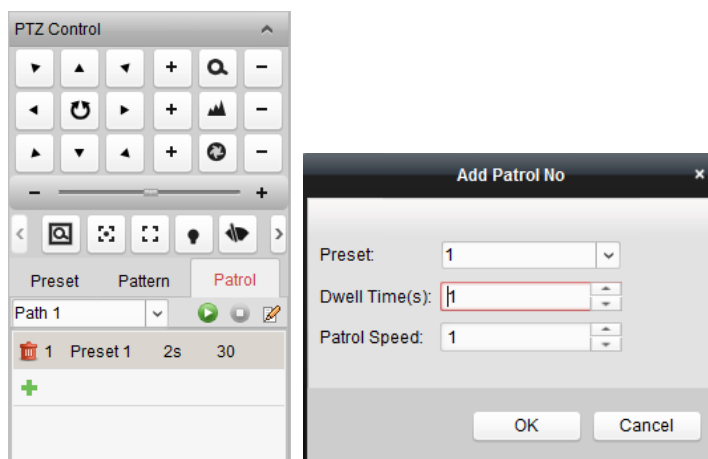 PTZ Control
Preset Pattern Patrol
Path 1
1 Preset 1 2s 30
Add Patrol No
Preset: 1
Dwell Time(s): 1
Patrol Speed: 1
OK Cancel